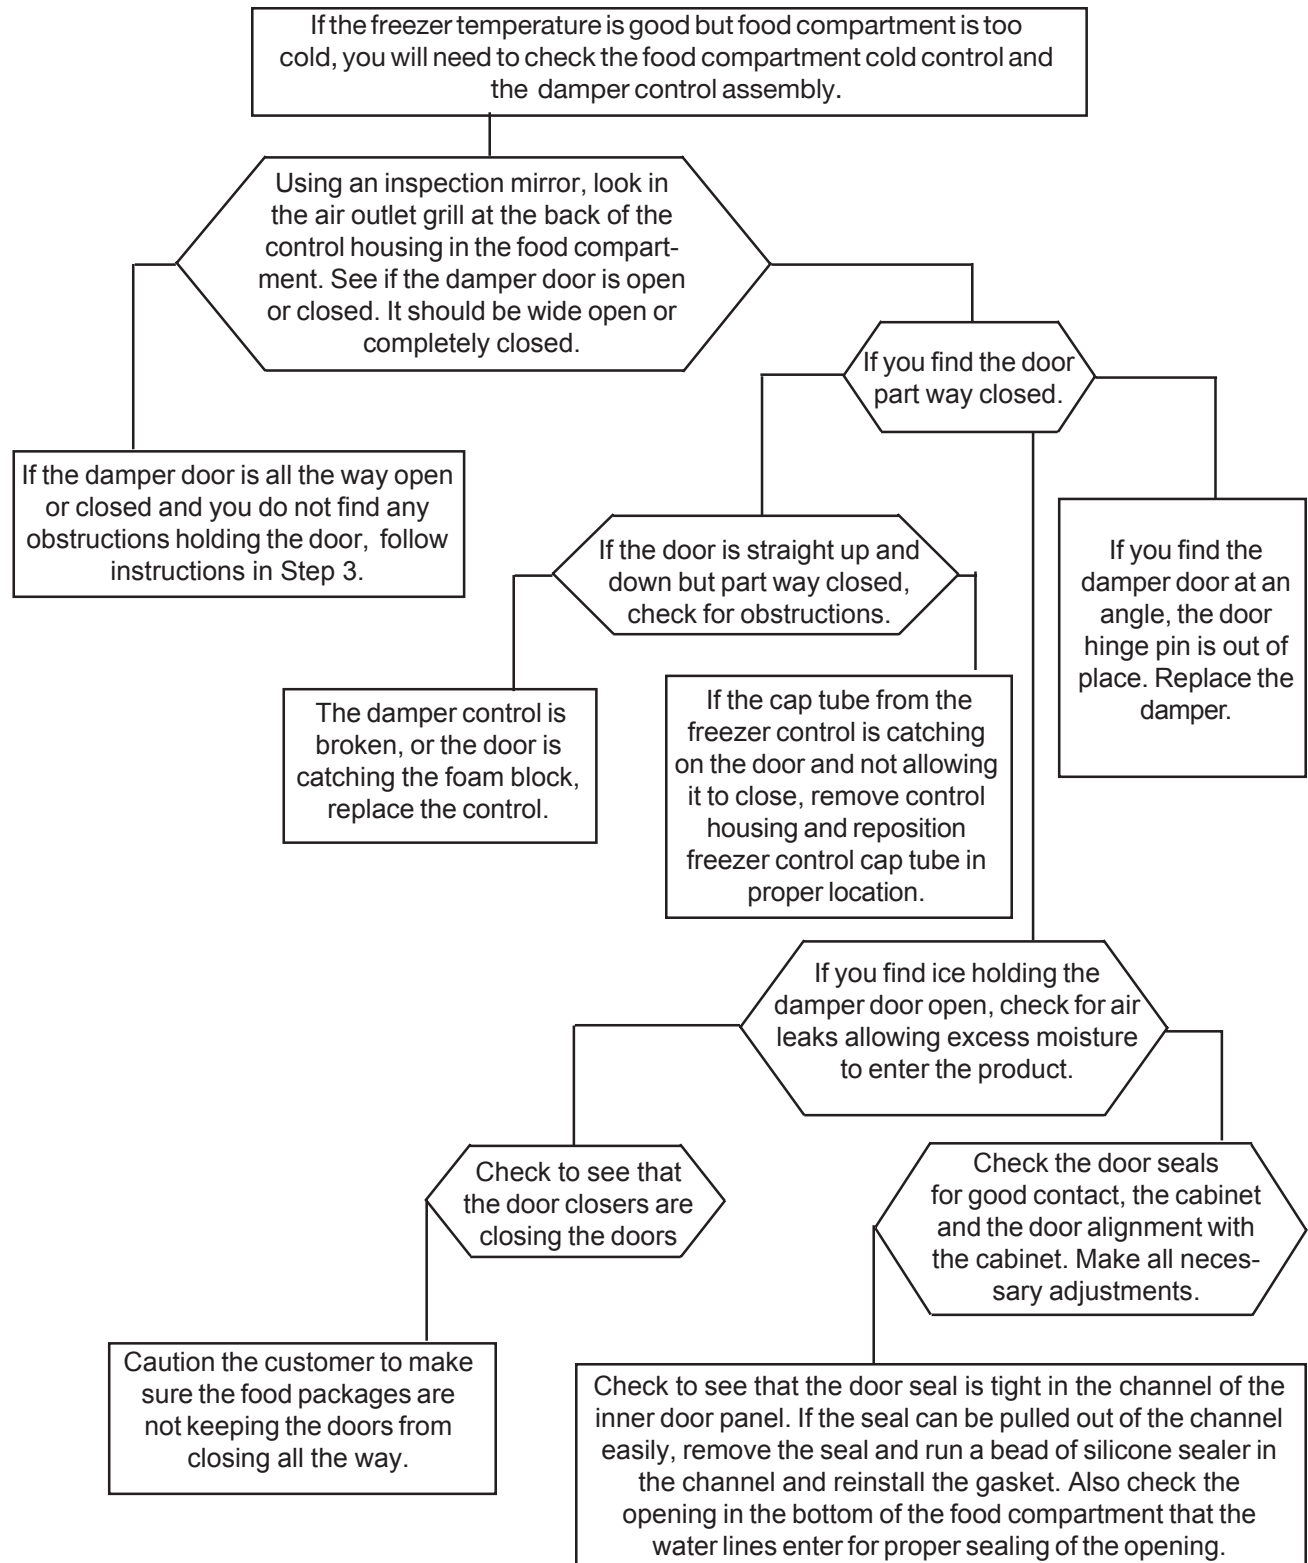 If the freezer temperature is good but food compartment is too
cold, you will need to check the food compartment cold control and
the damper control assembly.
Using an inspection mirror, look in
the air outlet grill at the back of the
control housing in the food compart-
ment. See if the damper door is open
or closed. It should be wide open or
completely closed.
If you find the door
part way closed.
If the damper door is all the way open
or closed and you do not find any
obstructions holding the door, follow
instructions in Step 3.
If the door is straight up and
down but part way closed,
check for obstructions.
If you find the
damper door at an
angle, the door
hinge pin is out of
place. Replace the
damper.
The damper control is
broken, or the door is
catching the foam block,
replace the control.
If the cap tube from the
freezer control is catching
on the door and not allowing
it to close, remove control
housing and reposition
freezer control cap tube in
proper location.
If you find ice holding the
damper door open, check for air
leaks allowing excess moisture
to enter the product.
Check to see that
the door closers are
closing the doors
Check the door seals
for good contact, the cabinet
and the door alignment with
the cabinet. Make all neces-
sary adjustments.
Caution the customer to make
sure the food packages are
not keeping the doors from
closing all the way.
Check to see that the door seal is tight in the channel of the
inner door panel. If the seal can be pulled out of the channel
easily, remove the seal and run a bead of silicone sealer in
the channel and reinstall the gasket. Also check the
opening in the bottom of the food compartment that the
water lines enter for proper sealing of the opening.